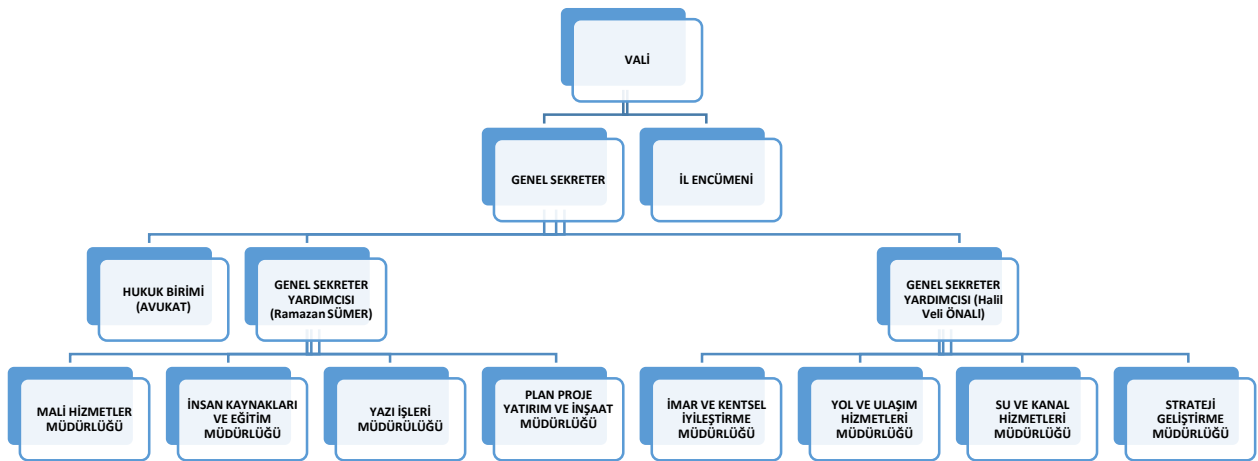 VALİ
GENEL SEKRETER
İL ENCÜMENİ
HUKUK BİRİMİ
(AVUKAT)
GENEL SEKRETER
YARDIMCISI
(Ramazan SÜMER)
GENEL SEKRETER
YARDIMCISI (Halil
Veli ÖNALİ)
MALİ HİZMETLER
MÜDÜRLÜĞÜ
İNSAN KAYNAKLARI
VE EĞİTİM
MÜDÜRLÜĞÜ
YAZI İŞLERİ
MÜDÜRÜLÜĞÜ
PLAN PROJE
YATIRIM VE İNŞAAT
MÜDÜRLÜĞÜ
İMAR VE KENTSEL
İYİLEŞTİRME
MÜDÜRLÜĞÜ
YOL VE ULAŞIM
HİZMETLERİ
MÜDÜRLÜĞÜ
SU VE KANAL
HİZMETLERİ
MÜDÜRLÜĞÜ
STRATEJİ
GELİŞTİRME
MÜDÜRLÜĞÜ